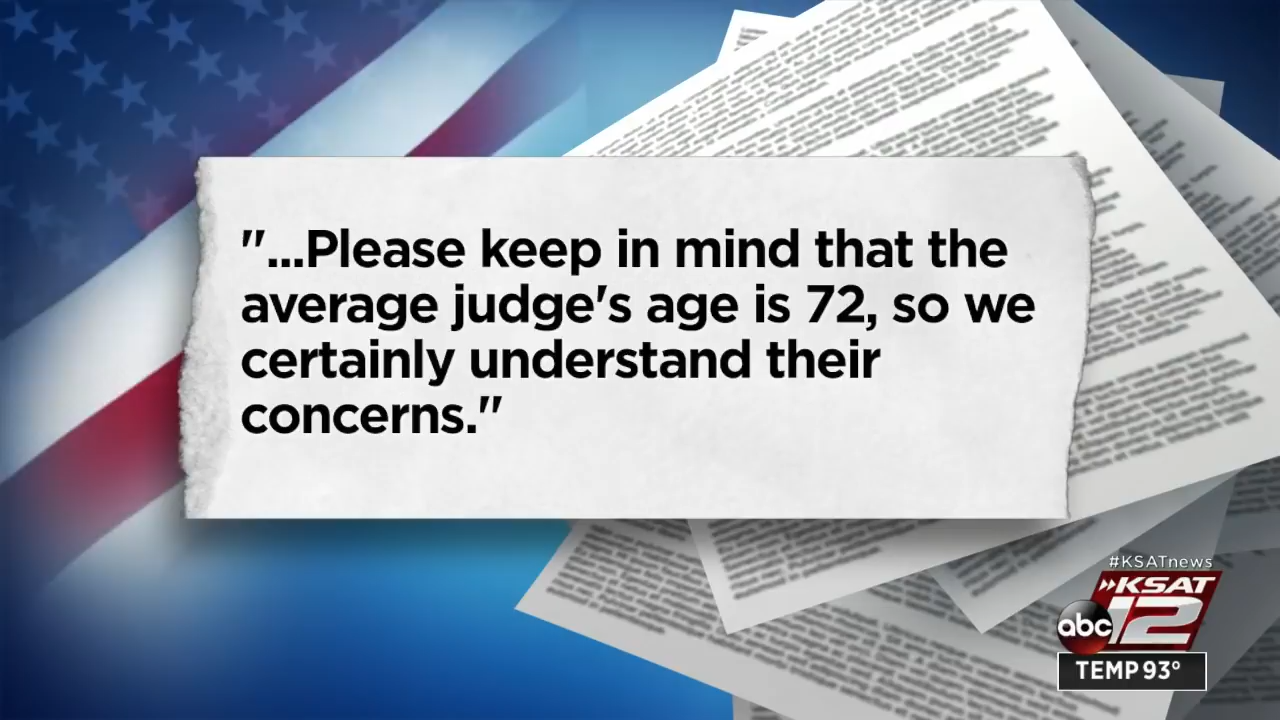 "...Please keep in mind that the
average judge's age is 72, so we
certainly understand their
concerns."
#KSATnews
KSAT
abc 12
TEMP 93°